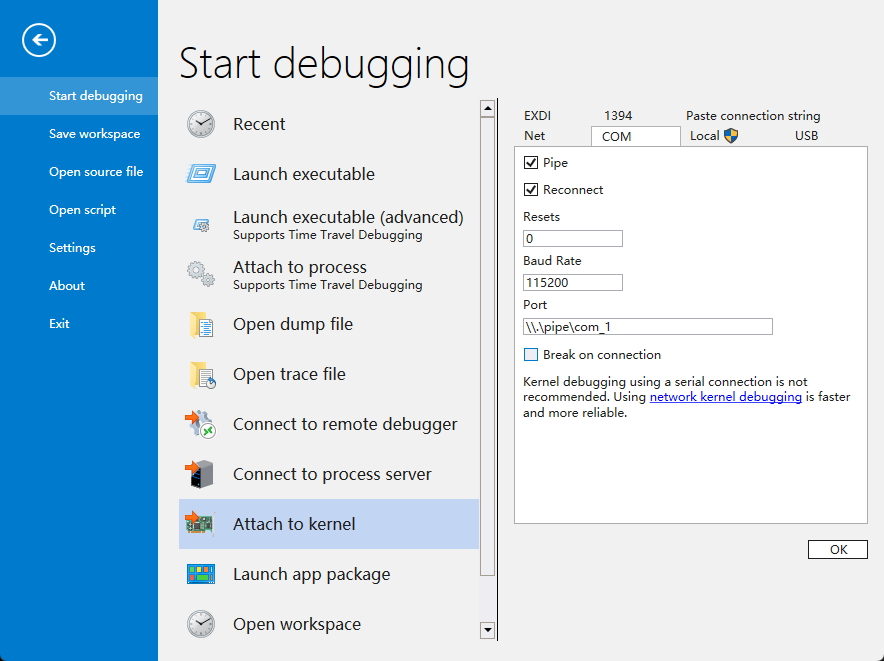 Start debugging
Save workspace
Open source file
Open script
Settings
About
Exit
Start debugging
Recent
Launch executable
Launch executable (advanced)
Supports Time Travel Debugging
Attach to process
Supports Time Travel Debugging
Open dump file
Open trace file
Connect to remote debugger
Connect to process server
Attach to kernel
Launch app package
Open workspace
EXDI 1394 Paste connection string
Net COM Local USB
Pipe
Reconnect
Resets
0
Baud Rate
115200
Port
\\.\pipe\com_1
Break on connection
Kernel debugging using a serial connection is not
recommended. Using network kernel debugging is faster
and more reliable.
OK